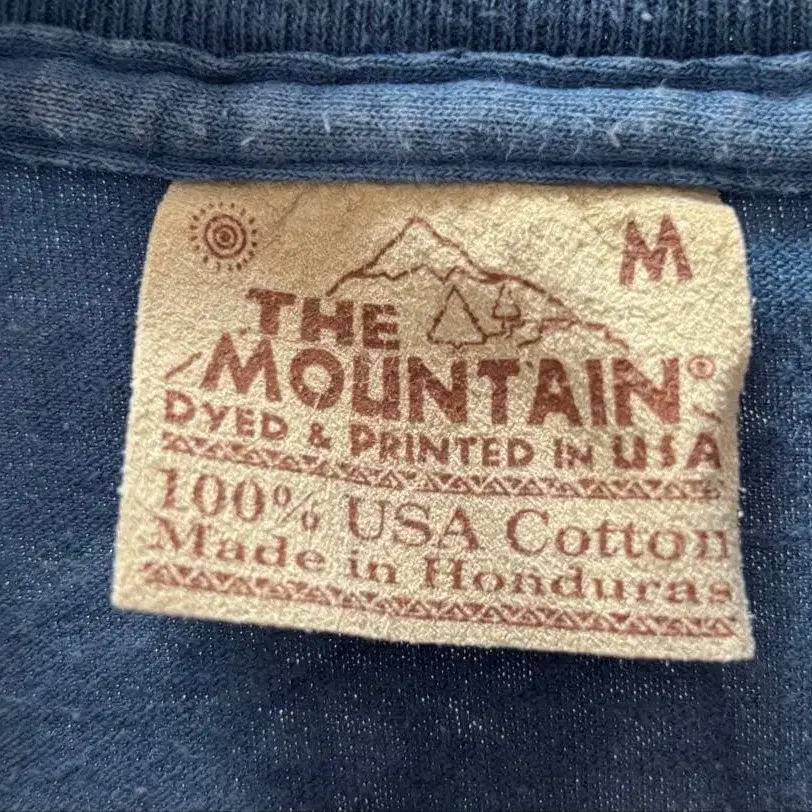 M
THE
MOUNTAIN®
DYED & PRINTED IN USA
100% USA Cotton
Made in Honduras